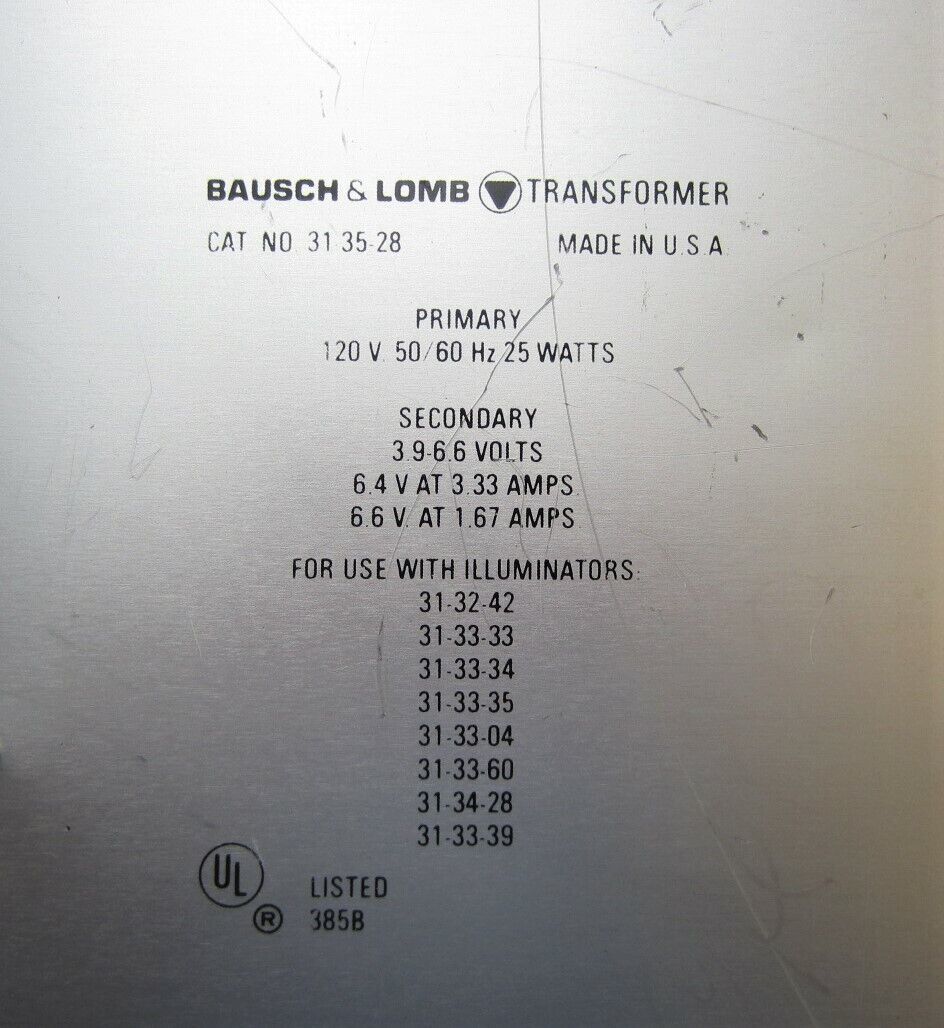 BAUSCH & LOMB TRANSFORMER
CAT. NO. 31 35-28 MADE IN U.S.A.
PRIMARY
120 V. 50/60 Hz 25 WATTS
SECONDARY
3.9-6.6 VOLTS
6.4 V AT 3.33 AMPS.
6.6 V. AT 1.67 AMPS.
FOR USE WITH ILLUMINATORS:
31-32-42
31-33-33
31-33-34
31-33-35
31-33-04
31-33-60
31-34-28
31-33-39
UL LISTED
® 385B